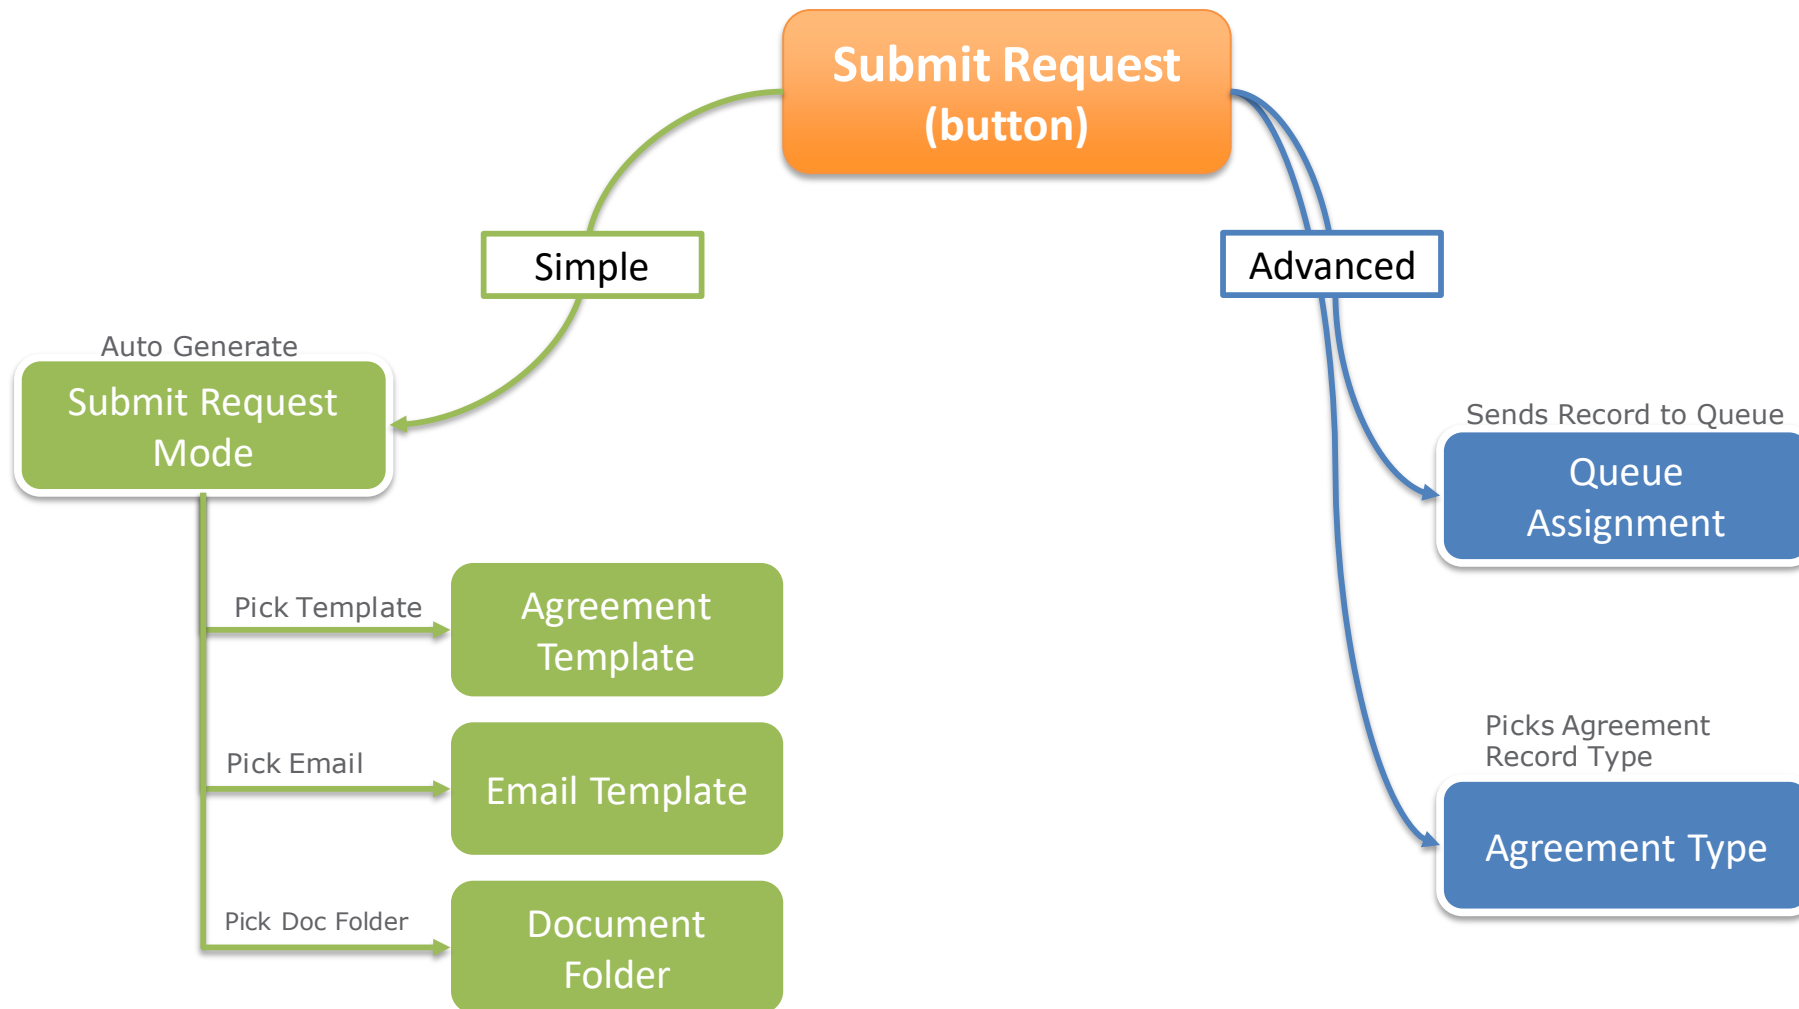 Submit Request
(button)
Simple
Advanced
Auto Generate
Submit Request
Mode
Sends Record to Queue
Queue
Assignment
Pick Template
Agreement
Template
Picks Agreement
Record Type
Pick Email
Email Template
Agreement Type
Pick Doc Folder
Document
Folder